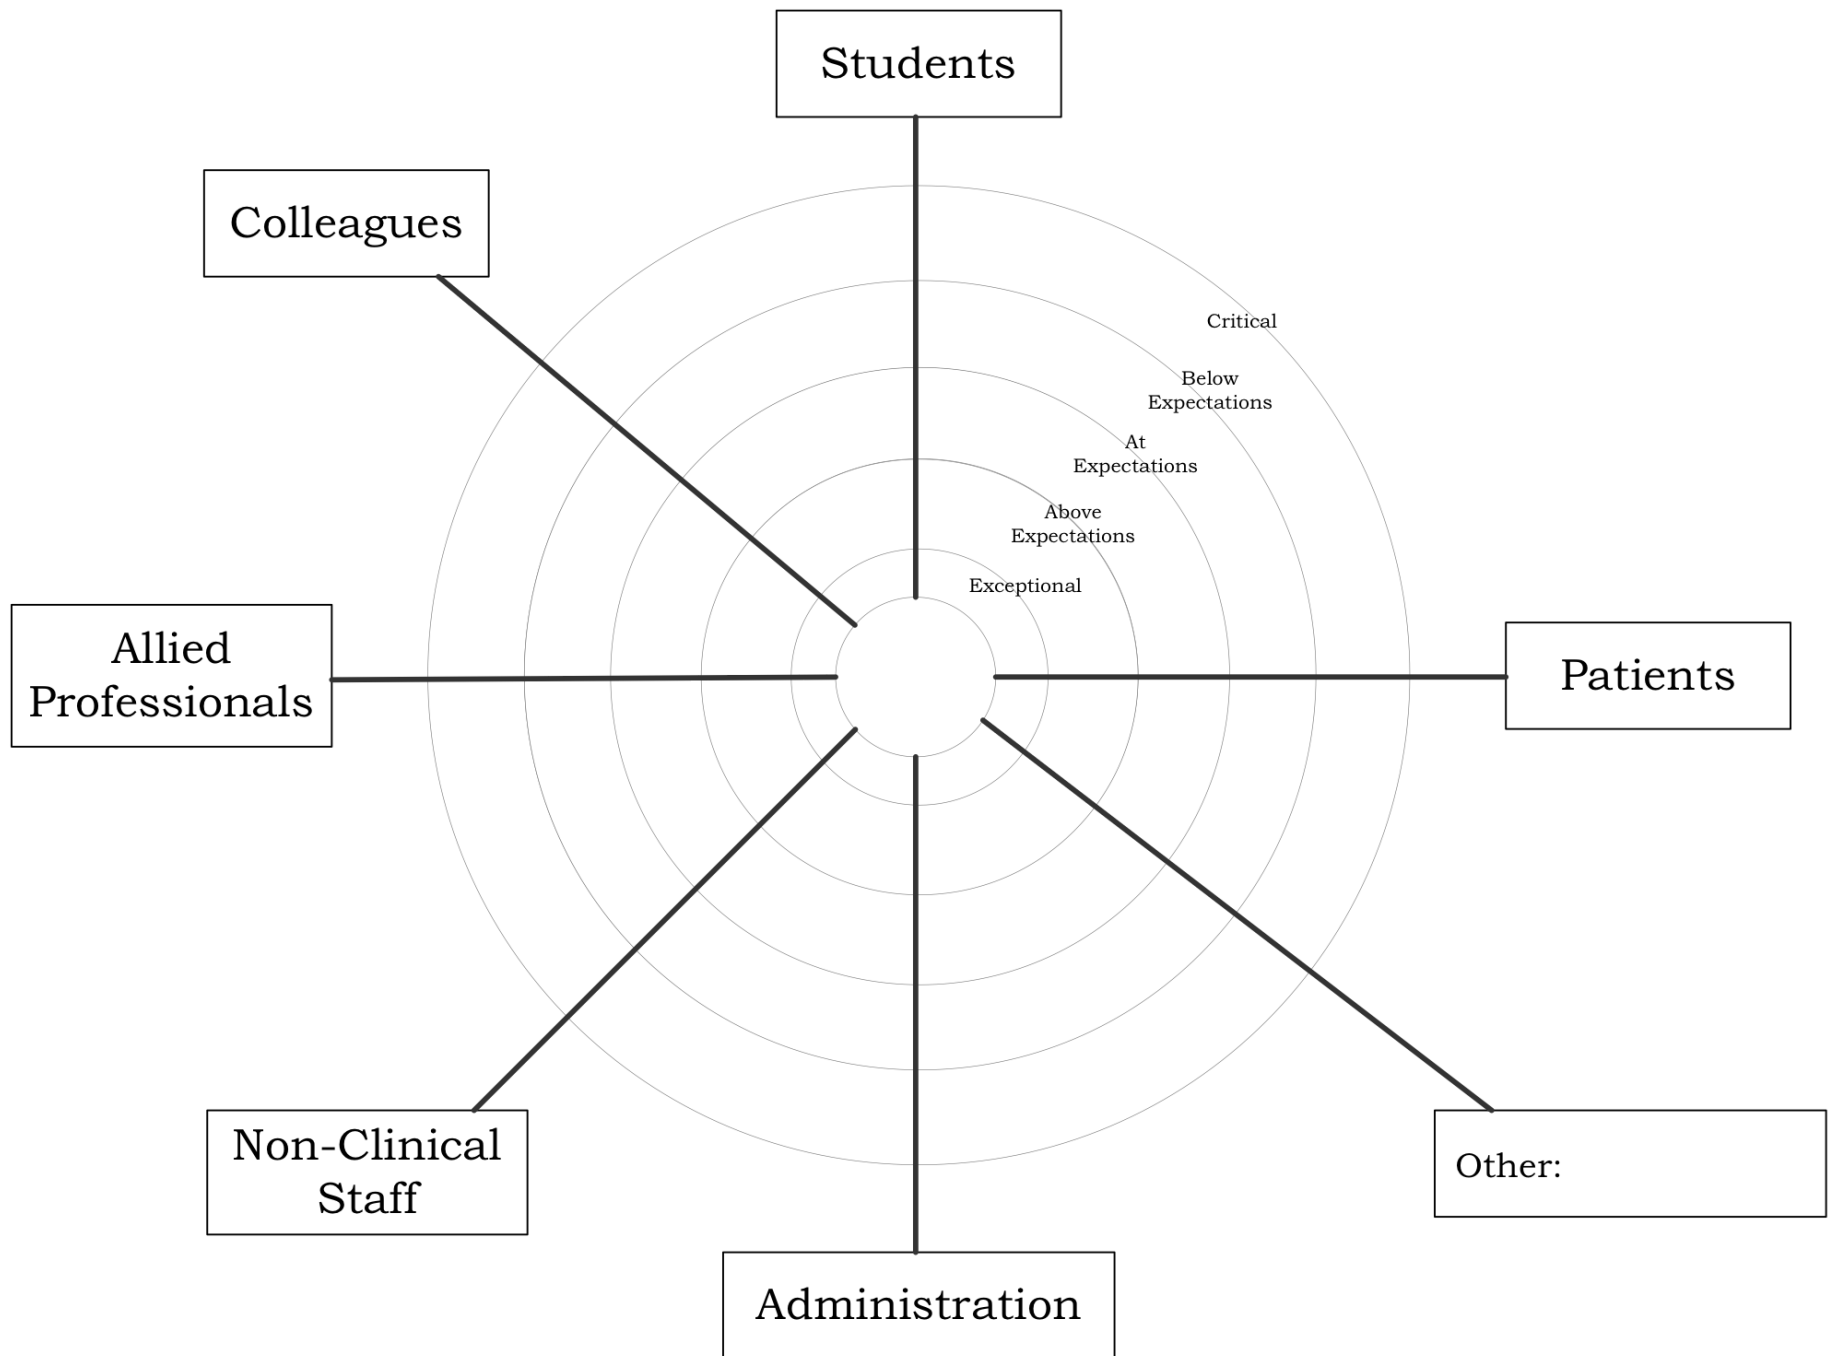 Students
Colleagues
Critical
Below
Expectations
At
Expectations
Above
Expectations
Exceptional
Allied
Professionals
Patients
Non-Clinical
Staff
Other:
Administration